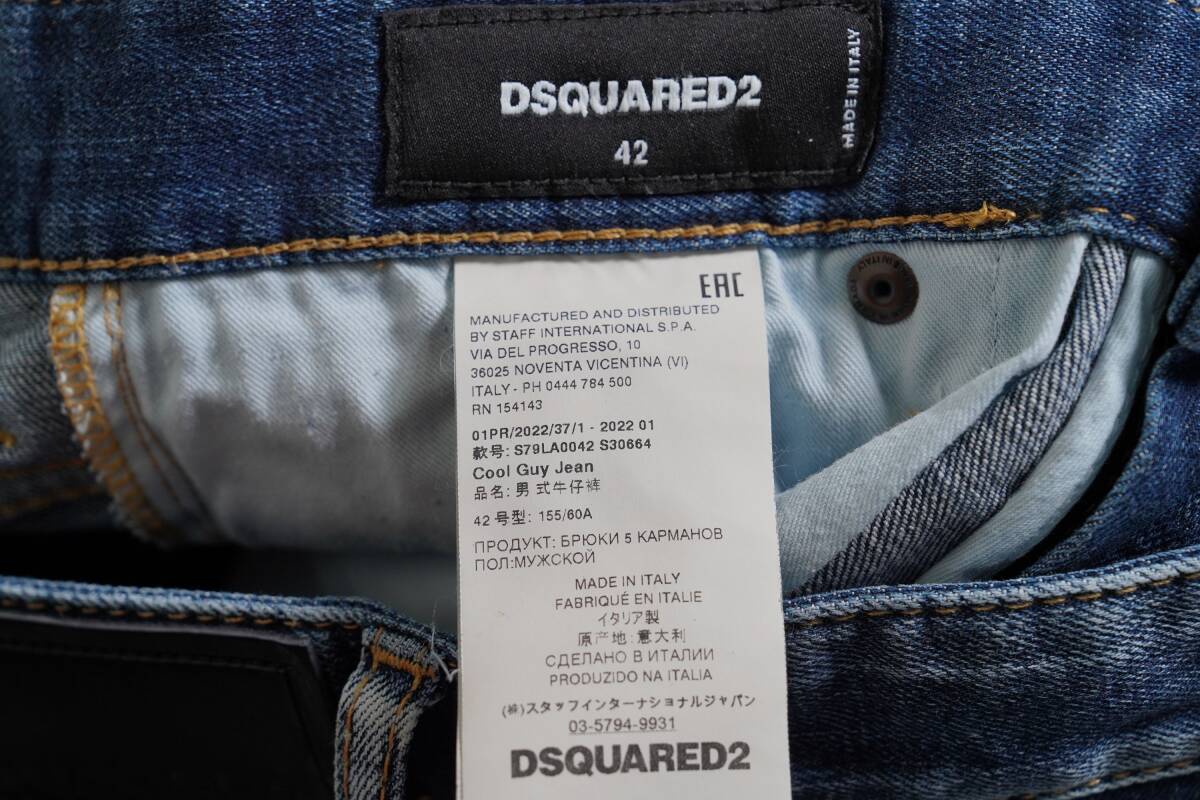 DSQUARED2
42
MADE IN ITALY
EAC
MANUFACTURED AND DISTRIBUTED
BY STAFF INTERNATIONAL S.P.A.
VIA DEL PROGRESSO, 10
36025 NOVENTA VICENTINA (VI)
ITALY - PH 0444 784 500
RN 154143
01PR/2022/37/1 - 2022 01
款号: S79LA0042 S30664
Cool Guy Jean
品名: 男 式牛仔裤
42 号型: 155/60A
ПРОДУКТ: БРЮКИ 5 КАРМАНОВ
ПОЛ:МУЖСКОЙ
MADE IN ITALY
FABRIQUÉ EN ITALIE
イタリア製
原产地:意大利
СДЕЛАНО В ИТАЛИИ
PRODUZIDO NA ITALIA
(株)スタッフインターナショナルジャパン
03-5794-9931
DSQUARED2